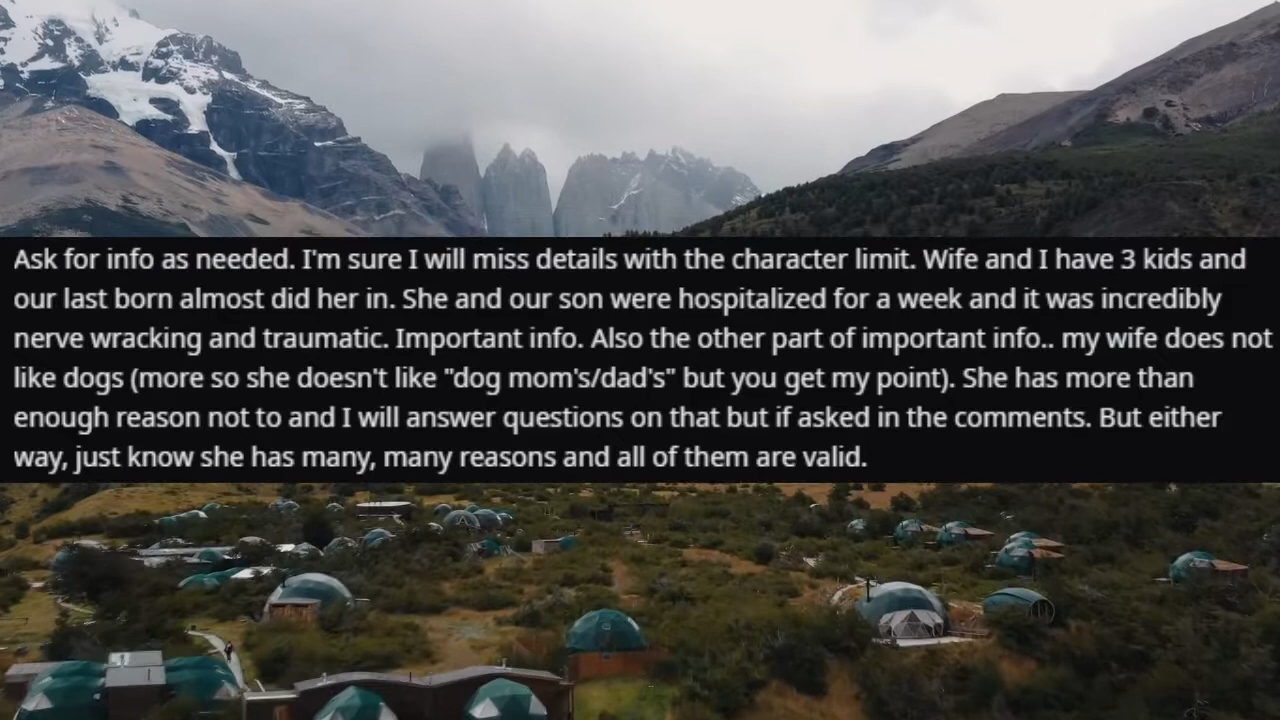 Ask for info as needed. I'm sure I will miss details with the character limit. Wife and I have 3 kids and
our last born almost did her in. She and our son were hospitalized for a week and it was incredibly
nerve wracking and traumatic. Important info. Also the other part of important info.. my wife does not
like dogs (more so she doesn't like "dog mom's/dad's" but you get my point). She has more than
enough reason not to and I will answer questions on that but if asked in the comments. But either
way, just know she has many, many reasons and all of them are valid.